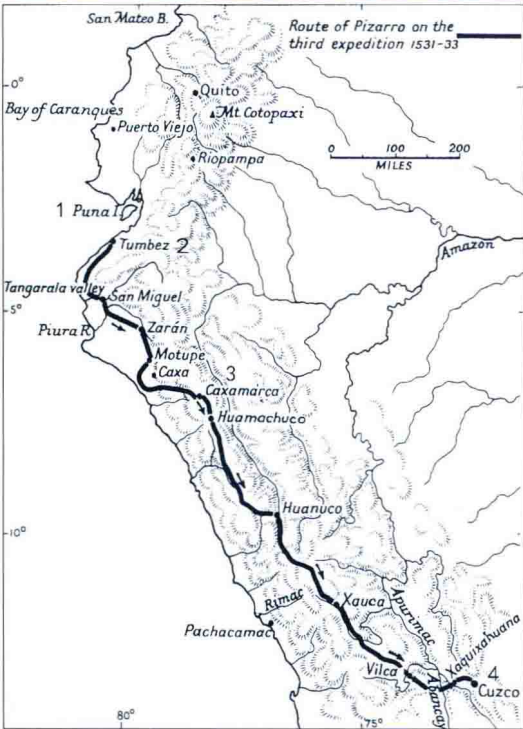 San Mateo B.
Route of Pizarro on the
third expedition 1531-33
0°
Quito
Mt Cotopaxi
Bay of Caranques
Puerto Viejo
Riopampa
0 100 200
MILES
1 Puna I.
Tumbez 2
Amazon
Tangarala valley
San Miguel
5°
Piura R.
Zarán
Motupe
Caxa
3
Caxamarca
Huamachuco
10°
Huanuco
Rimac
Xauca
Apurimac
Pachacamac
Xaquixahuana
Vilca
Abancay
4
Cuzco
80°
75°